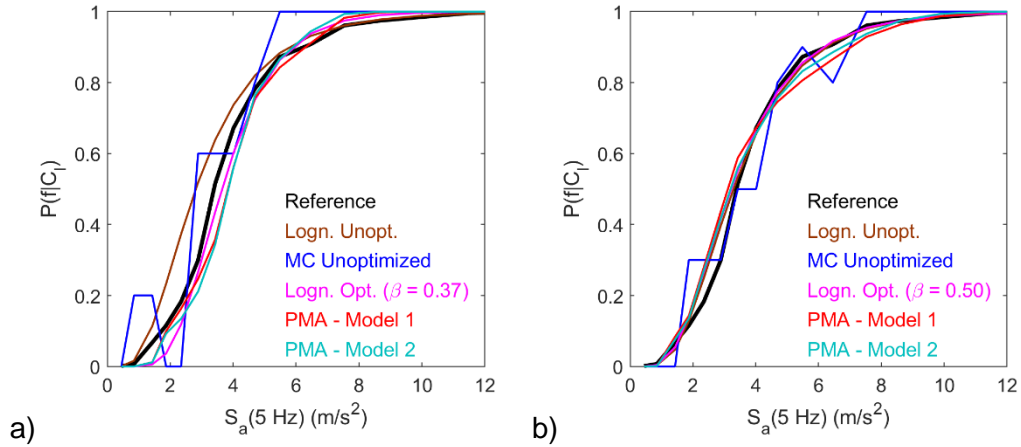 1
0.8
0.6
0.4
0.2
0
P(f|C_l)
0 2 4 6 8 10 12
S_a(5 Hz) (m/s^2)
Reference
Logn. Unopt.
MC Unoptimized
Logn. Opt. (β = 0.37)
PMA - Model 1
PMA - Model 2
a)
1
0.8
0.6
0.4
0.2
0
P(f|C_l)
0 2 4 6 8 10 12
S_a(5 Hz) (m/s^2)
Reference
Logn. Unopt.
MC Unoptimized
Logn. Opt. (β = 0.50)
PMA - Model 1
PMA - Model 2
b)